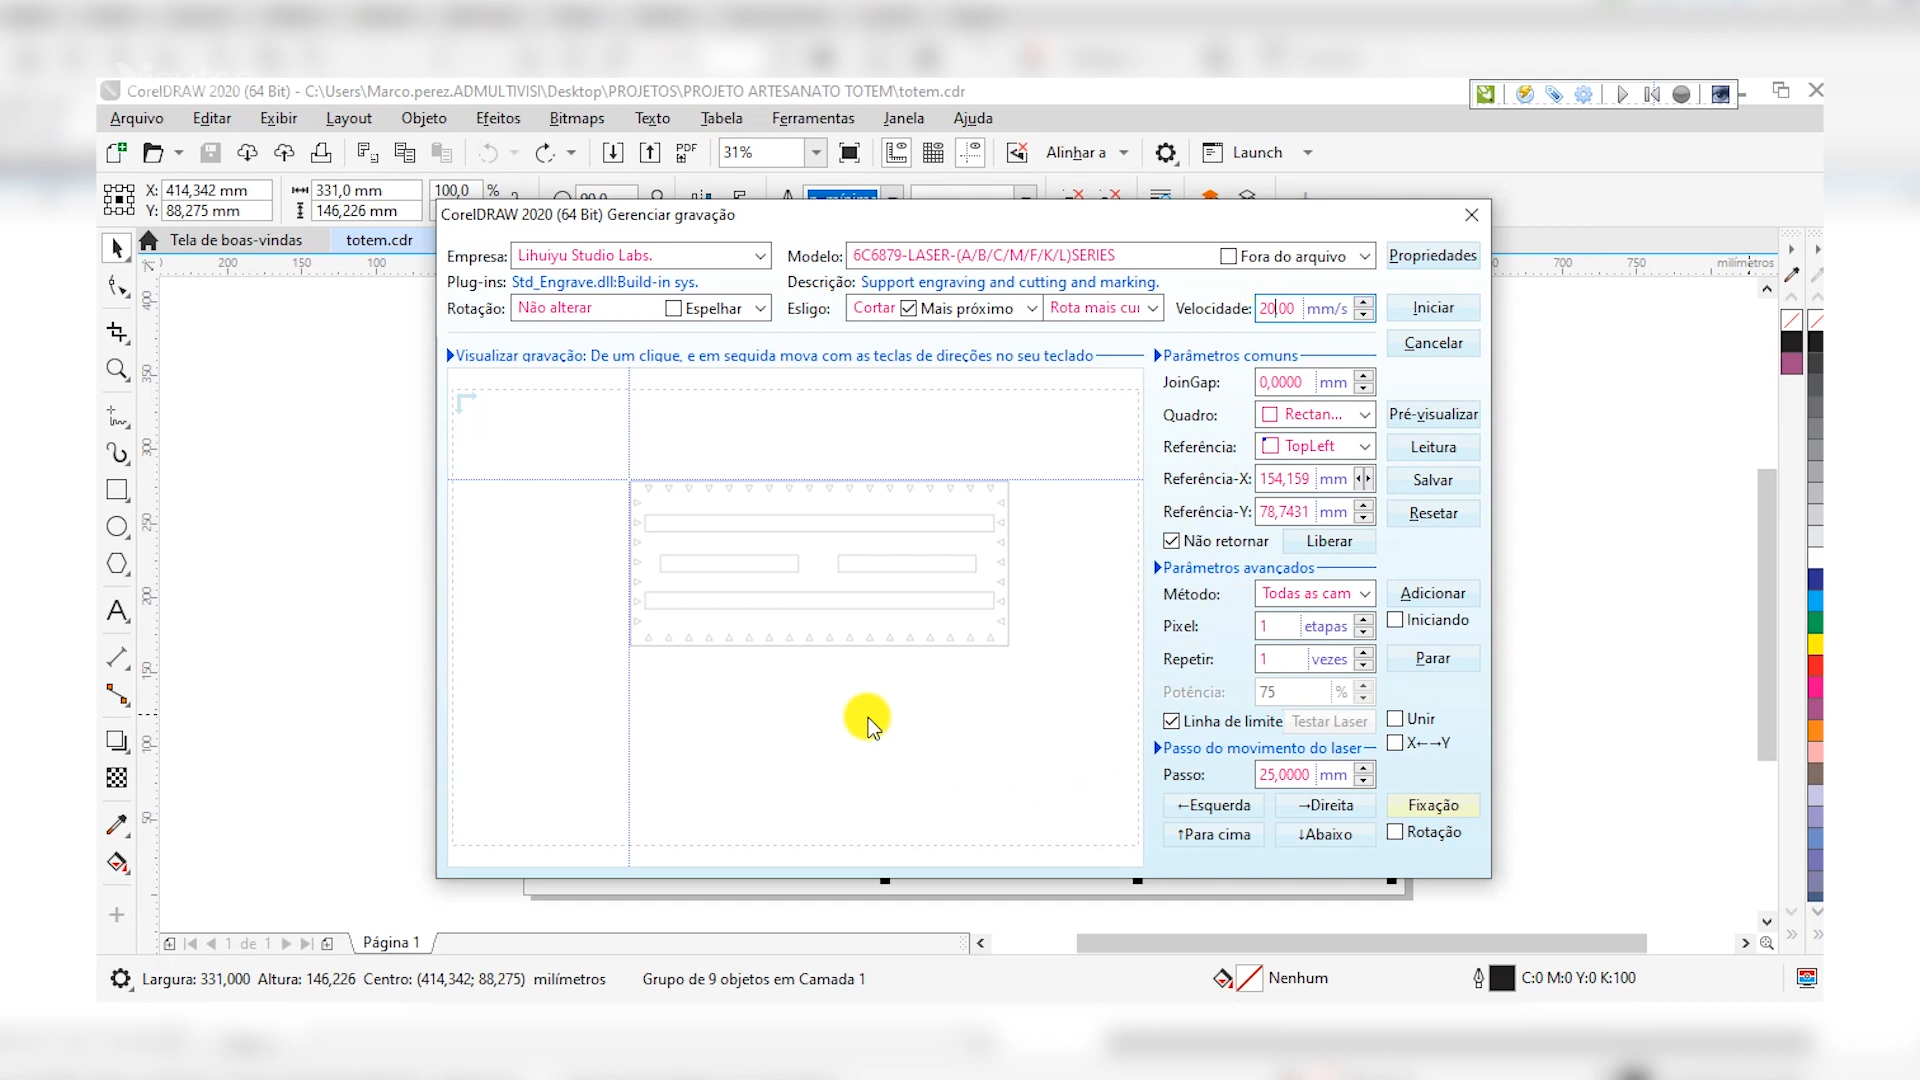 CorelDRAW 2020 (64 Bit) - C:\Users\Marco.perez.ADMULTIVISI\Desktop\PROJETOS\PROJETO ARTESANATO TOTEM\totem.cdr
Arquivo Editar Exibir Layout Objeto Efeitos Bitmaps Texto Tabela Ferramentas Janela Ajuda
PDF 31% Alinhar a Launch
X: 414,342 mm 331,0 mm 100,0 %
Y: 88,275 mm 146,226 mm
CorelDRAW 2020 (64 Bit) Gerenciar gravação
Tela de boas-vindas totem.cdr
200 150 100 700 750 milímetros
Empresa: Lihuiyu Studio Labs. Modelo: 6C6879-LASER-(A/B/C/M/F/K/L)SERIES Fora do arquivo Propriedades
Plug-ins: Std_Engrave.dll:Build-in sys. Descrição: Support engraving and cutting and marking.
Rotação: Não alterar Espelhar Esligo: Cortar Mais próximo Rota mais cur Velocidade: 20,00 mm/s Iniciar
Cancelar
Visualizar gravação: De um clique, e em seguida mova com as teclas de direções no seu teclado
Parâmetros comuns
JoinGap: 0,0000 mm
Quadro: Rectan... Pré-visualizar
Referência: TopLeft Leitura
Referência-X: 154,159 mm Salvar
Referência-Y: 78,7431 mm Resetar
Não retornar Liberar
Parâmetros avançados
Método: Todas as cam Adicionar
Pixel: 1 etapas Iniciando
Repetir: 1 vezes Parar
Potência: 75 %
Linha de limite Testar Laser Unir
X←→Y
Passo do movimento do laser
Passo: 25,0000 mm
←Esquerda →Direita Fixação
↑Para cima ↓Abaixo Rotação
400
350
300
250
200
150
100
50
1 de 1 Página 1
Largura: 331,000 Altura: 146,226 Centro: (414,342; 88,275) milímetros Grupo de 9 objetos em Camada 1 Nenhum C:0 M:0 Y:0 K:100